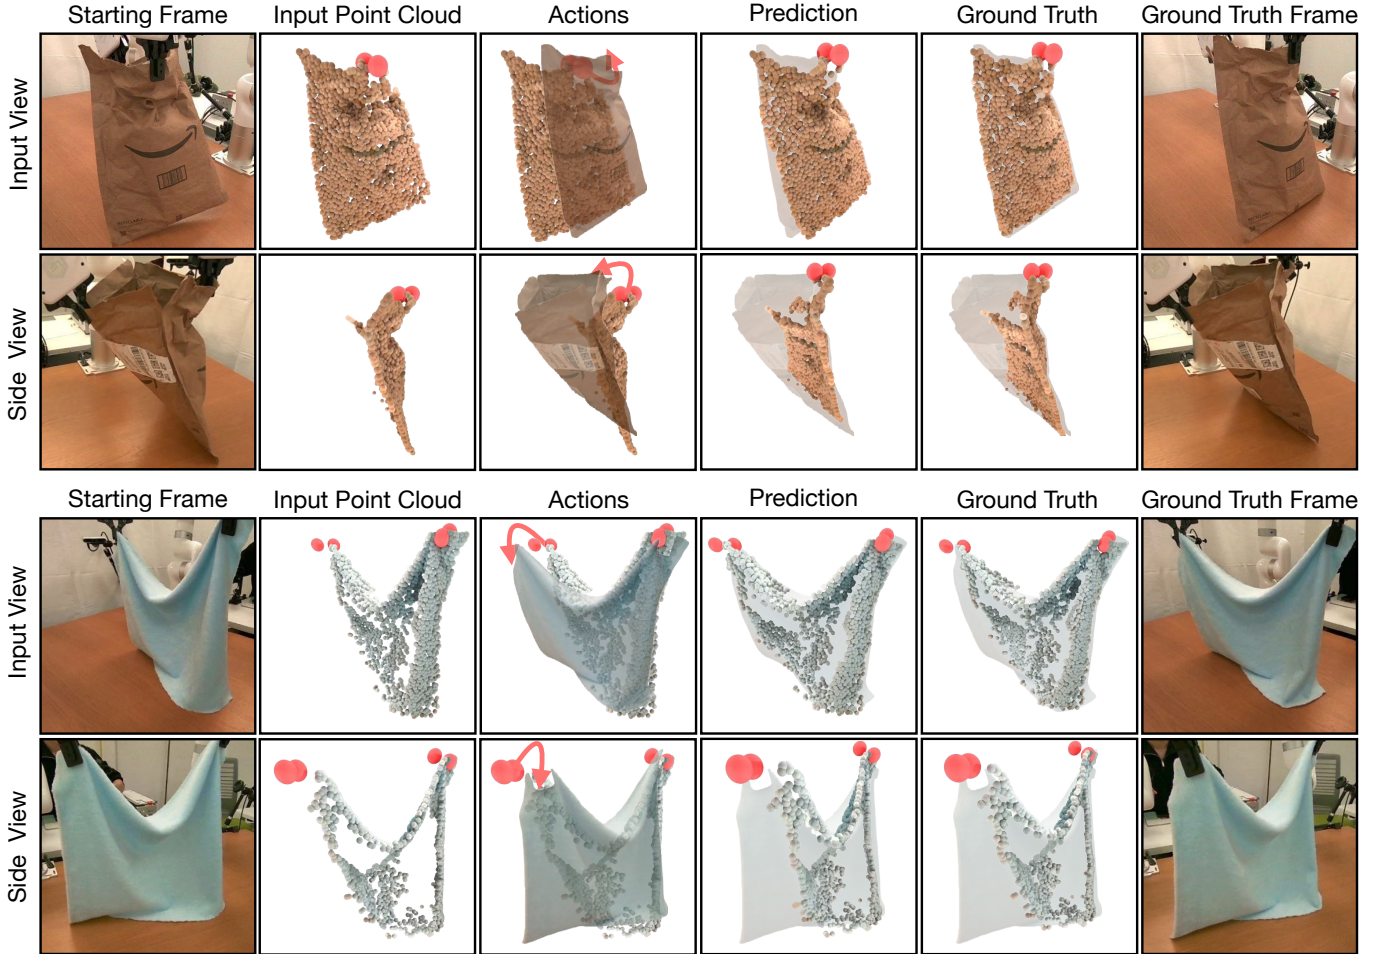 Starting Frame Input Point Cloud Actions Prediction Ground Truth Ground Truth Frame
Input View
Side View
Starting Frame Input Point Cloud Actions Prediction Ground Truth Ground Truth Frame
Input View
Side View